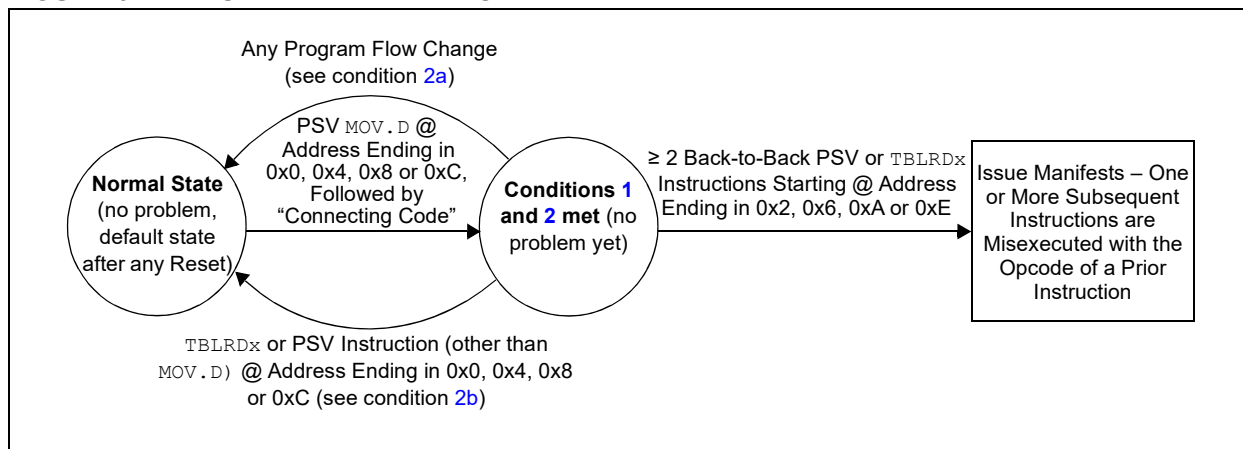 Any Program Flow Change
(see condition 2a)
PSV MOV.D @
Address Ending in
0x0, 0x4, 0x8 or 0xC,
Followed by
“Connecting Code”
Normal State
(no problem,
default state
after any Reset)
Conditions 1
and 2 met (no
problem yet)
≥ 2 Back-to-Back PSV or TBLRDx
Instructions Starting @ Address
Ending in 0x2, 0x6, 0xA or 0xE
Issue Manifests – One
or More Subsequent
Instructions are
Misexecuted with the
Opcode of a Prior
Instruction
TBLRDx or PSV Instruction (other than
MOV.D) @ Address Ending in 0x0, 0x4, 0x8
or 0xC (see condition 2b)